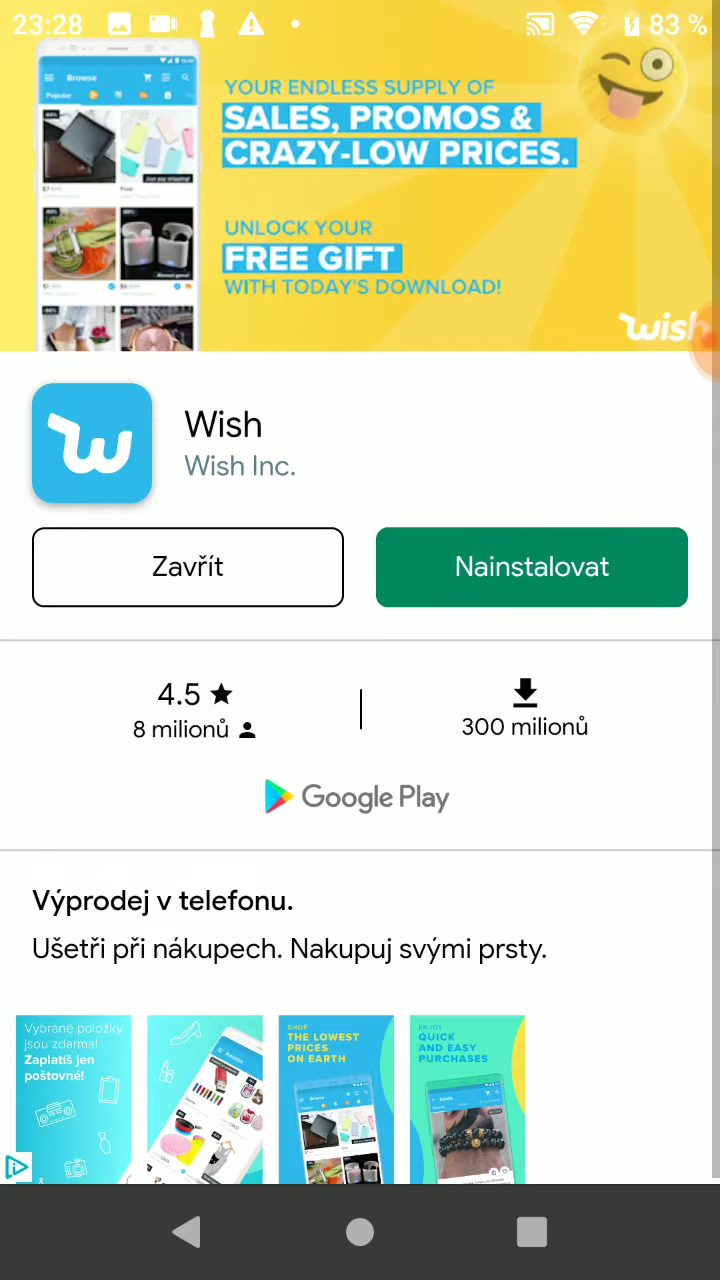 23:28
83 %
Browse
Popular
YOUR ENDLESS SUPPLY OF
SALES, PROMOS &
CRAZY-LOW PRICES.
UNLOCK YOUR
FREE GIFT
WITH TODAY'S DOWNLOAD!
wish
Wish
Wish Inc.
Zavřít
Nainstalovat
4.5
8 milionů
300 milionů
Google Play
Výprodej v telefonu.
Ušetři při nákupech. Nakupuj svými prsty.
Vybrané položky
jsou zdarma!
Zaplatíš jen
poštovné!
SHOP
THE LOWEST
PRICES
ON EARTH
ENJOY
QUICK
AND EASY
PURCHASES